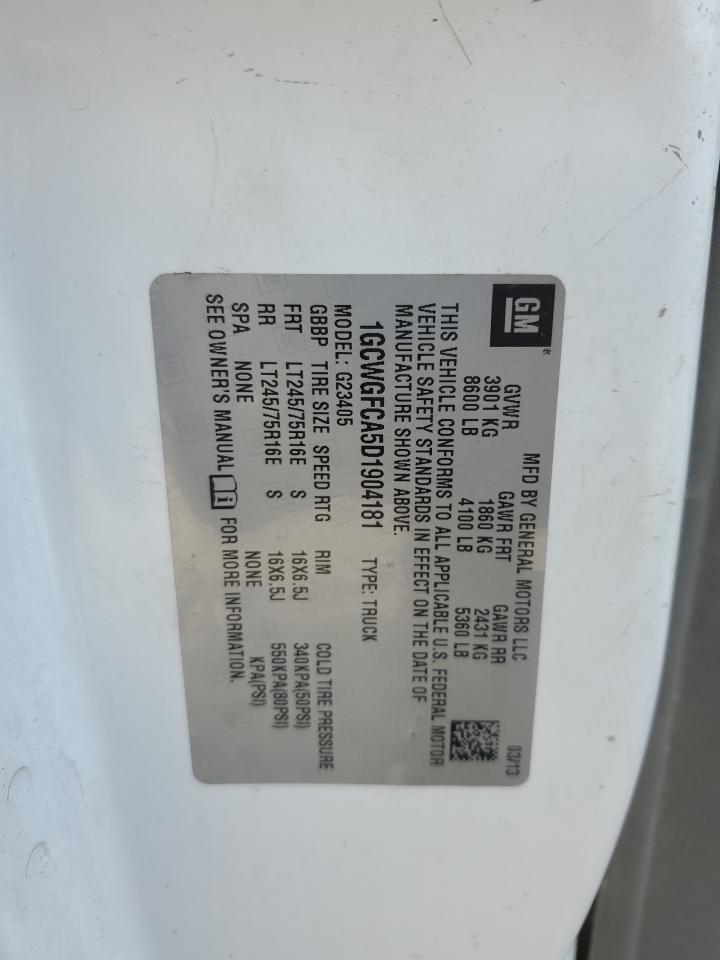 GM ®
MFD BY GENERAL MOTORS LLC 03/13
GVWR GAWR FRT GAWR RR
3901 KG 1860 KG 2431 KG
8600 LB 4100 LB 5360 LB
THIS VEHICLE CONFORMS TO ALL APPLICABLE U.S. FEDERAL MOTOR
VEHICLE SAFETY STANDARDS IN EFFECT ON THE DATE OF
MANUFACTURE SHOWN ABOVE.
1GCWGFCA5D1904181 TYPE: TRUCK
MODEL: G23405
GBBP TIRE SIZE SPEED RTG RIM COLD TIRE PRESSURE
FRT LT245/75R16E S 16X6.5J 340KPA(50PSI)
RR LT245/75R16E S 16X6.5J 550KPA(80PSI)
SPA NONE NONE KPA(PSI)
SEE OWNER'S MANUAL FOR MORE INFORMATION.